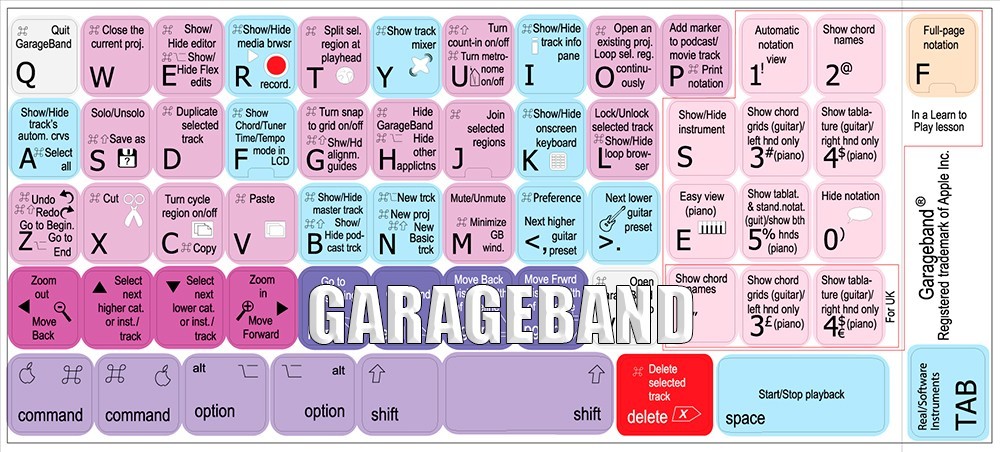 ⌘ Quit
GarageBand
Q
⌘ Close the
current proj.
W
Show/
Hide editor
⌘⌥ Show/
Hide Flex
edits
E
⌘ Show/Hide
media brwsr
record.
R
Split sel.
region at
playhead
T
Show track
mixer
Y
⇧ Turn
count-in on/off
⌘ Turn metro-
nome
on/off
U
⌘ Show/Hide
track info
pane
I
⌘ Open an
existing proj.
Loop sel. reg.
continu-
ously
O
Add marker
to podcast/
movie track
⌘ Print
notation
P
Automatic
notation
view
1!
Show chord
names
2@
Full-page
notation
F
In a Learn to
Play lesson
Show/Hide
track's
autom. crvs
⌘ Select
all
A
Solo/Unsolo
⌘⇧ Save as
S
⌘ Duplicate
selected
track
D
Show
Chord/Tuner
Time/Tempo
mode in
LCD
F
⌘ Turn snap
to grid on/off
Shw/Hd
alignm.
guides
G
⌘ Hide
GarageBand
⌘⌥ Hide
other
applictns
H
⌘ Join
selected
regions
J
Show/Hide
onscreen
keyboard
K
Lock/Unlock
selected track
Show/Hide
loop brow-
ser
L
Show/Hide
instrument
S
Show chord
grids (guitar)/
left hnd only
(piano)
3#
Show tabla-
ture (guitar)/
right hnd only
(piano)
4$
⌘ Undo
⌘⇧ Redo
Go to Begin.
Go to
End
Z
⌘ Cut
X
Turn cycle
region on/off
⌘ Copy
C
⌘ Paste
V
Show/Hide
master track
Show/
Hide pod-
cast trck
B
⌘⌥ New trck
⌘ New proj
New
Basic
trck
N
Mute/Unmute
⌘ Minimize
GB
wind.
M
⌘ Preference
Next higher
guitar
preset
<,
Next lower
guitar
preset
>.
Easy view
(piano)
E
Show tablat.
& stand.notat.
(guit)/shw bth
hnds
(piano)
5%
Hide notation
0)
Garageband®
Registered trademark of Apple Inc.
Zoom
out
Move
Back
Select
next
higher cat.
or inst./
track
Select
next
lower cat.
or inst./
track
Zoom
in
Move
Forward
Go to
Move Back
Move Frwrd
Open
GARAGEBAND
Show chord
names
Show chord
grids (guitar)/
left hnd only
(piano)
3£
Show tabla-
ture (guitar)/
right hnd only
(piano)
4$
€
For UK
command
command
alt
option
alt
option
shift
shift
⌘ Delete
selected
track
delete
Start/Stop playback
space
Real/Software
Instruments
TAB